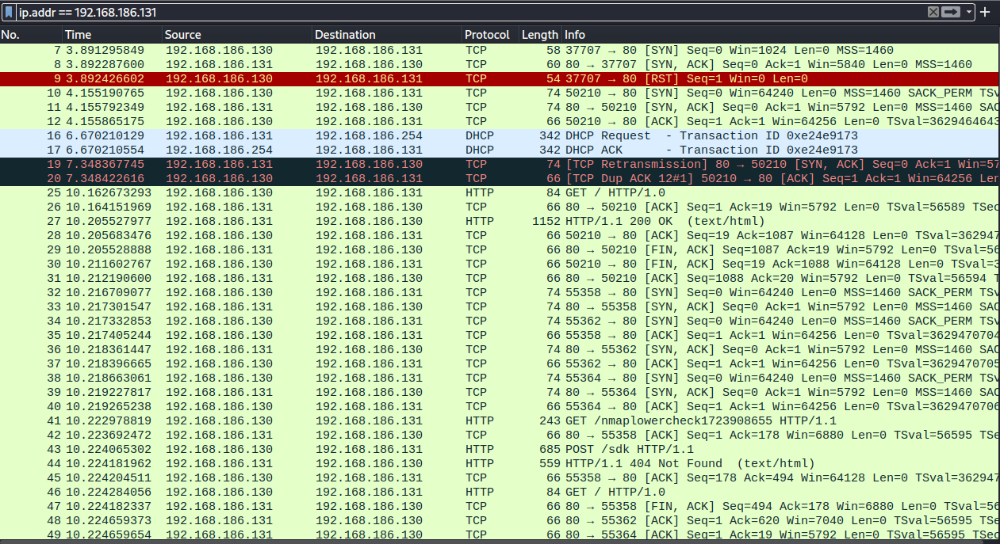 ip.addr == 192.168.186.131
No. Time Source Destination Protocol Length Info
7 3.891295849 192.168.186.130 192.168.186.131 TCP 58 37707 → 80 [SYN] Seq=0 Win=1024 Len=0 MSS=1460
8 3.892287600 192.168.186.131 192.168.186.130 TCP 60 80 → 37707 [SYN, ACK] Seq=0 Ack=1 Win=5840 Len=0 MSS=1460
9 3.892426602 192.168.186.130 192.168.186.131 TCP 54 37707 → 80 [RST] Seq=1 Win=0 Len=0
10 4.155190765 192.168.186.130 192.168.186.131 TCP 74 50210 → 80 [SYN] Seq=0 Win=64240 Len=0 MSS=1460 SACK_PERM TSv
11 4.155792349 192.168.186.131 192.168.186.130 TCP 74 80 → 50210 [SYN, ACK] Seq=0 Ack=1 Win=5792 Len=0 MSS=1460 SAC
12 4.155865175 192.168.186.130 192.168.186.131 TCP 66 50210 → 80 [ACK] Seq=1 Ack=1 Win=64256 Len=0 TSval=3629464643
16 6.670210129 192.168.186.131 192.168.186.254 DHCP 342 DHCP Request - Transaction ID 0xe24e9173
17 6.670210554 192.168.186.254 192.168.186.131 DHCP 342 DHCP ACK - Transaction ID 0xe24e9173
19 7.348367745 192.168.186.131 192.168.186.130 TCP 74 [TCP Retransmission] 80 → 50210 [SYN, ACK] Seq=0 Ack=1 Win=57
20 7.348422616 192.168.186.130 192.168.186.131 TCP 66 [TCP Dup ACK 12#1] 50210 → 80 [ACK] Seq=1 Ack=1 Win=64256 Len
25 10.162673293 192.168.186.130 192.168.186.131 HTTP 84 GET / HTTP/1.0
26 10.164151969 192.168.186.131 192.168.186.130 TCP 66 80 → 50210 [ACK] Seq=1 Ack=19 Win=5792 Len=0 TSval=56589 TSec
27 10.205527977 192.168.186.131 192.168.186.130 HTTP 1152 HTTP/1.1 200 OK (text/html)
28 10.205683476 192.168.186.130 192.168.186.131 TCP 66 50210 → 80 [ACK] Seq=19 Ack=1087 Win=64128 Len=0 TSval=362947
29 10.205528888 192.168.186.131 192.168.186.130 TCP 66 80 → 50210 [FIN, ACK] Seq=1087 Ack=19 Win=5792 Len=0 TSval=56
30 10.211602767 192.168.186.130 192.168.186.131 TCP 66 50210 → 80 [FIN, ACK] Seq=19 Ack=1088 Win=64128 Len=0 TSval=3
31 10.212190600 192.168.186.131 192.168.186.130 TCP 66 80 → 50210 [ACK] Seq=1088 Ack=20 Win=5792 Len=0 TSval=56594 T
32 10.216709077 192.168.186.130 192.168.186.131 TCP 74 55358 → 80 [SYN] Seq=0 Win=64240 Len=0 MSS=1460 SACK_PERM TSv
33 10.217301547 192.168.186.131 192.168.186.130 TCP 74 80 → 55358 [SYN, ACK] Seq=0 Ack=1 Win=5792 Len=0 MSS=1460 SAC
34 10.217332853 192.168.186.130 192.168.186.131 TCP 74 55362 → 80 [SYN] Seq=0 Win=64240 Len=0 MSS=1460 SACK_PERM TSv
35 10.217405244 192.168.186.130 192.168.186.131 TCP 66 55358 → 80 [ACK] Seq=1 Ack=1 Win=64256 Len=0 TSval=3629470704
36 10.218361447 192.168.186.131 192.168.186.130 TCP 74 80 → 55362 [SYN, ACK] Seq=0 Ack=1 Win=5792 Len=0 MSS=1460 SAC
37 10.218396665 192.168.186.130 192.168.186.131 TCP 66 55362 → 80 [ACK] Seq=1 Ack=1 Win=64256 Len=0 TSval=3629470705
38 10.218663061 192.168.186.130 192.168.186.131 TCP 74 55364 → 80 [SYN] Seq=0 Win=64240 Len=0 MSS=1460 SACK_PERM TSv
39 10.219227817 192.168.186.131 192.168.186.130 TCP 74 80 → 55364 [SYN, ACK] Seq=0 Ack=1 Win=5792 Len=0 MSS=1460 SAC
40 10.219265238 192.168.186.130 192.168.186.131 TCP 66 55364 → 80 [ACK] Seq=1 Ack=1 Win=64256 Len=0 TSval=3629470706
41 10.222978819 192.168.186.130 192.168.186.131 HTTP 243 GET /nmaplowercheck1723908655 HTTP/1.1
42 10.223692472 192.168.186.131 192.168.186.130 TCP 66 80 → 55358 [ACK] Seq=1 Ack=178 Win=6880 Len=0 TSval=56595 TSe
43 10.224065302 192.168.186.130 192.168.186.131 HTTP 685 POST /sdk HTTP/1.1
44 10.224181962 192.168.186.131 192.168.186.130 HTTP 559 HTTP/1.1 404 Not Found (text/html)
45 10.224204511 192.168.186.130 192.168.186.131 TCP 66 55358 → 80 [ACK] Seq=178 Ack=494 Win=64128 Len=0 TSval=362947
46 10.224284056 192.168.186.130 192.168.186.131 HTTP 84 GET / HTTP/1.0
47 10.224182337 192.168.186.131 192.168.186.130 TCP 66 80 → 55358 [FIN, ACK] Seq=494 Ack=178 Win=6880 Len=0 TSval=56
48 10.224659373 192.168.186.131 192.168.186.130 TCP 66 80 → 55362 [ACK] Seq=1 Ack=620 Win=7040 Len=0 TSval=56595 TSe
49 10.224659654 192.168.186.131 192.168.186.130 TCP 66 80 → 55364 [ACK] Seq=1 Ack=19 Win=5792 Len=0 TSval=56595 TSec